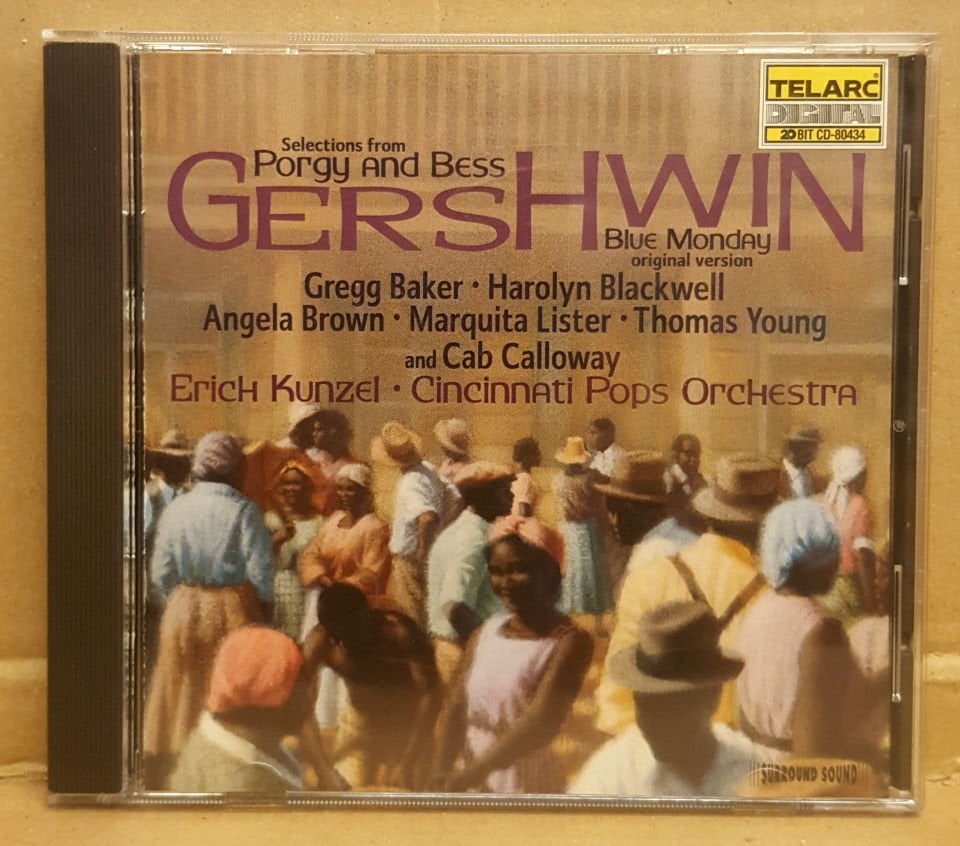 TELARC®
DIGITAL
20 BIT CD-80434
Selections from
Porgy and Bess
GERSHWIN
Blue Monday
original version
Gregg Baker · Harolyn Blackwell
Angela Brown · Marquita Lister · Thomas Young
and Cab Calloway
Erich Kunzel · Cincinnati Pops Orchestra
SURROUND SOUND